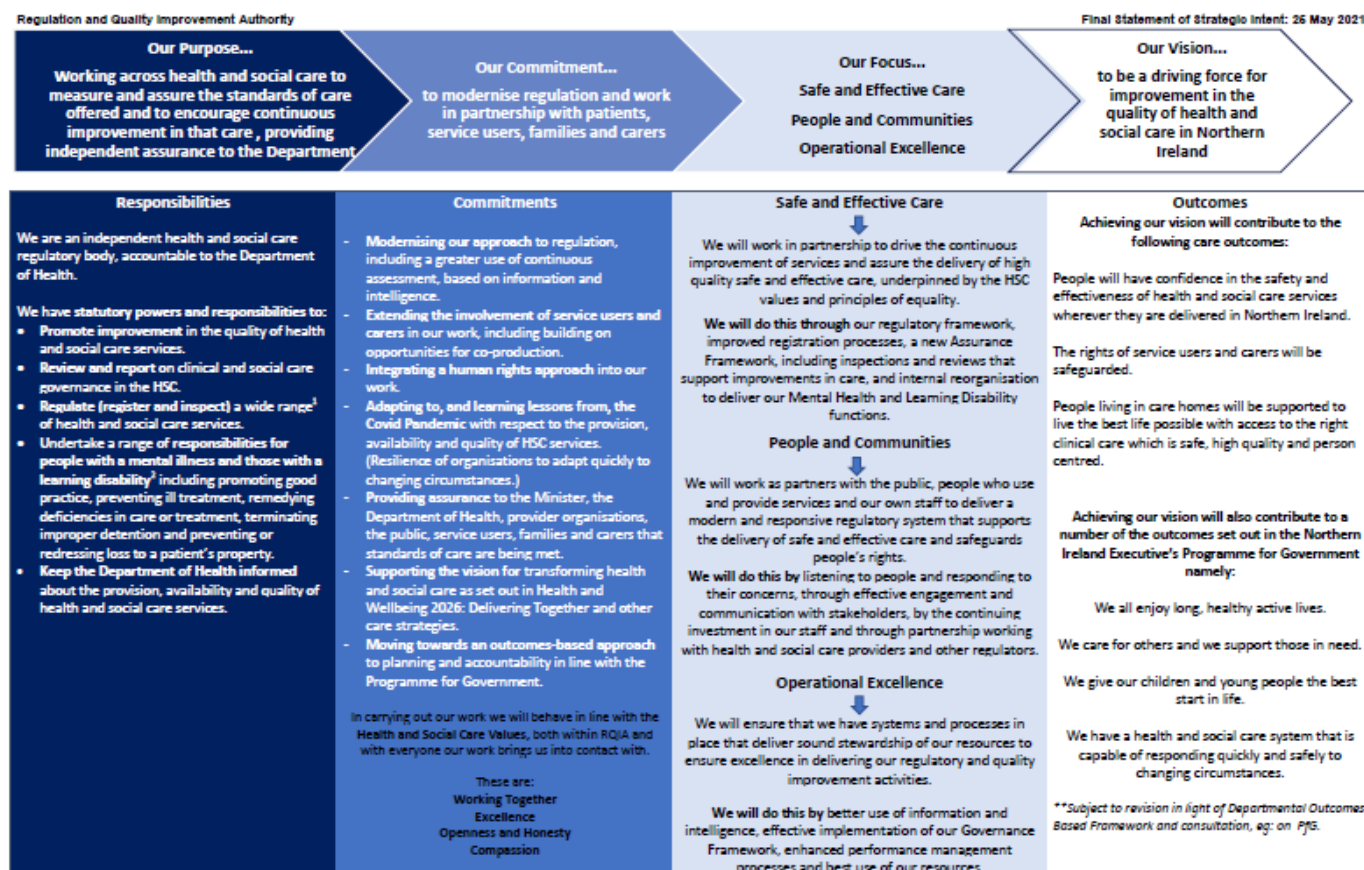 Regulation and Quality Improvement Authority
Final Statement of Strategic Intent: 26 May 2021
Our Purpose...
Working across health and social care to
measure and assure the standards of care
offered and to encourage continuous
improvement in that care , providing
independent assurance to the Department
Our Commitment...
to modernise regulation and work
in partnership with patients,
service users, families and carers
Our Focus...
Safe and Effective Care
People and Communities
Operational Excellence
Our Vision...
to be a driving force for
improvement in the
quality of health and
social care in Northern
Ireland
Responsibilities
We are an independent health and social care
regulatory body, accountable to the Department
of Health.
We have statutory powers and responsibilities to:
• Promote improvement in the quality of health
and social care services.
• Review and report on clinical and social care
governance in the HSC.
• Regulate (register and inspect) a wide range¹
of health and social care services.
• Undertake a range of responsibilities for
people with a mental illness and those with a
learning disability² including promoting good
practice, preventing ill treatment, remedying
deficiencies in care or treatment, terminating
improper detention and preventing or
redressing loss to a patient's property.
• Keep the Department of Health informed
about the provision, availability and quality of
health and social care services.
Commitments
- Modernising our approach to regulation,
including a greater use of continuous
assessment, based on information and
intelligence.
- Extending the involvement of service users and
carers in our work, including building on
opportunities for co-production.
- Integrating a human rights approach into our
work.
- Adapting to, and learning lessons from, the
Covid Pandemic with respect to the provision,
availability and quality of HSC services.
(Resilience of organisations to adapt quickly to
changing circumstances.)
- Providing assurance to the Minister, the
Department of Health, provider organisations,
the public, service users, families and carers that
standards of care are being met.
- Supporting the vision for transforming health
and social care as set out in Health and
Wellbeing 2026: Delivering Together and other
care strategies.
- Moving towards an outcomes-based approach
to planning and accountability in line with the
Programme for Government.
In carrying out our work we will behave in line with the
Health and Social Care Values, both within RQIA and
with everyone our work brings us into contact with.
These are:
Working Together
Excellence
Openness and Honesty
Compassion
Safe and Effective Care
We will work in partnership to drive the continuous
improvement of services and assure the delivery of high
quality safe and effective care, underpinned by the HSC
values and principles of equality.
We will do this through our regulatory framework,
improved registration processes, a new Assurance
Framework, including inspections and reviews that
support improvements in care, and internal reorganisation
to deliver our Mental Health and Learning Disability
functions.
People and Communities
We will work as partners with the public, people who use
and provide services and our own staff to deliver a
modern and responsive regulatory system that supports
the delivery of safe and effective care and safeguards
people's rights.
We will do this by listening to people and responding to
their concerns, through effective engagement and
communication with stakeholders, by the continuing
investment in our staff and through partnership working
with health and social care providers and other regulators.
Operational Excellence
We will ensure that we have systems and processes in
place that deliver sound stewardship of our resources to
ensure excellence in delivering our regulatory and quality
improvement activities.
We will do this by better use of information and
intelligence, effective implementation of our Governance
Framework, enhanced performance management
processes and best use of our resources
Outcomes
Achieving our vision will contribute to the
following care outcomes:
People will have confidence in the safety and
effectiveness of health and social care services
wherever they are delivered in Northern Ireland.
The rights of service users and carers will be
safeguarded.
People living in care homes will be supported to
live the best life possible with access to the right
clinical care which is safe, high quality and person
centred.
Achieving our vision will also contribute to a
number of the outcomes set out in the Northern
Ireland Executive's Programme for Government
namely:
We all enjoy long, healthy active lives.
We care for others and we support those in need.
We give our children and young people the best
start in life.
We have a health and social care system that is
capable of responding quickly and safely to
changing circumstances.
**Subject to revision in light of Departmental Outcomes
Based Framework and consultation, eg: on PfG.